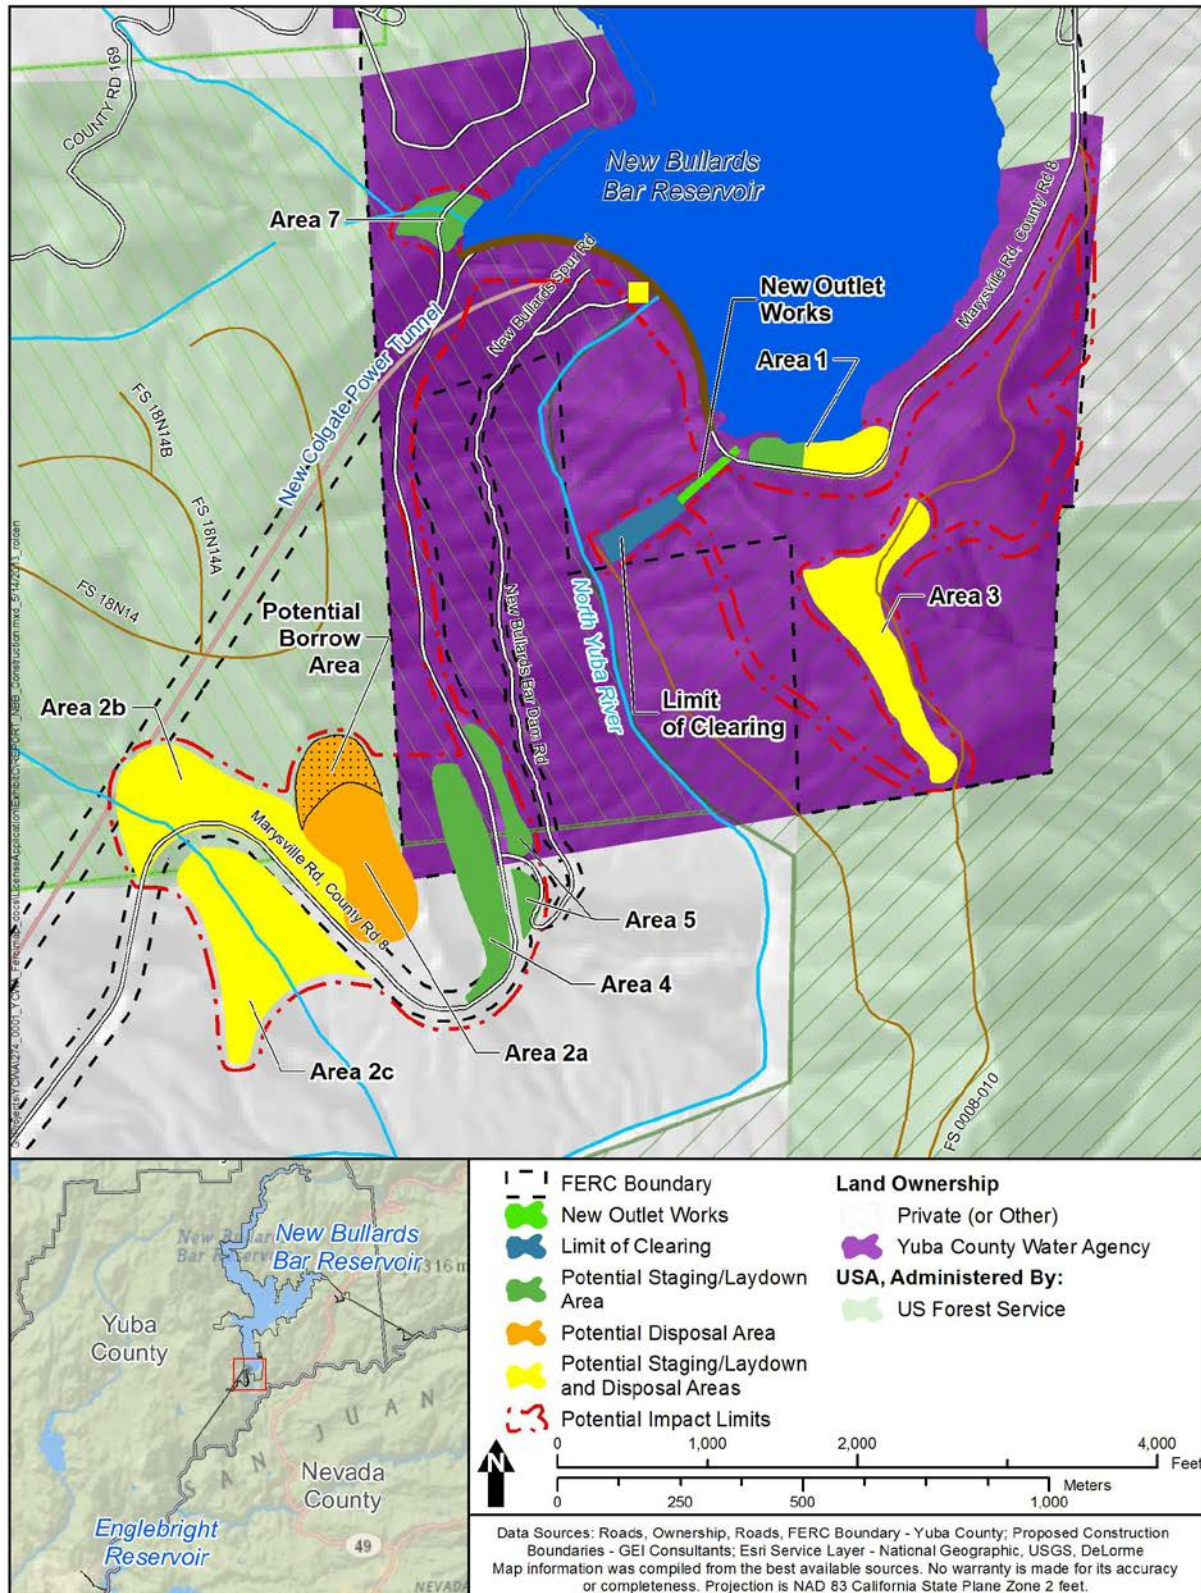 COUNTY RD 169
New Bullards
Bar Reservoir
Marysville Rd, County Rd 8
Area 7
New Bullards Spur Rd
New Outlet
Works
Area 1
New Colgate Power Tunnel
FS 18N14B
FS 18N14A
FS 18N14
Potential
Borrow
Area
New Bullards Bar Dam Rd
North Yuba River
Area 3
Limit
of Clearing
Area 2b
Marysville Rd, County Rd 8
Area 5
Area 4
Area 2a
Area 2c
FS 0008-010
New Bullards
Bar Reservoir
Yuba
County
SAN JUAN
Nevada
County
Englebright
Reservoir
49
NEVADA
FERC Boundary
New Outlet Works
Limit of Clearing
Potential Staging/Laydown
Area
Potential Disposal Area
Potential Staging/Laydown
and Disposal Areas
Potential Impact Limits
Land Ownership
Private (or Other)
Yuba County Water Agency
USA, Administered By:
US Forest Service
N
0 1,000 2,000 4,000
Feet
Meters
0 250 500 1,000
Data Sources: Roads, Ownership, Roads, FERC Boundary - Yuba County; Proposed Construction
Boundaries - GEI Consultants; Esri Service Layer - National Geographic, USGS, DeLorme
Map information was compiled from the best available sources. No warranty is made for its accuracy
or completeness. Projection is NAD 83 California State Plane Zone 2 feet.